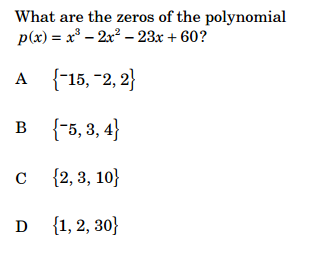 What are the zeros of the polynomial
p(x) = x³ – 2x² – 23x + 60?
A {⁻15, ⁻2, 2}
B {⁻5, 3, 4}
C {2, 3, 10}
D {1, 2, 30}